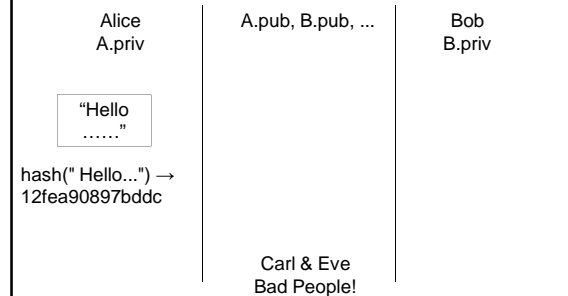 Alice
A.priv
A.pub, B.pub, ...
Bob
B.priv
“Hello
……”
hash(" Hello...") →
12fea90897bddc
Carl & Eve
Bad People!